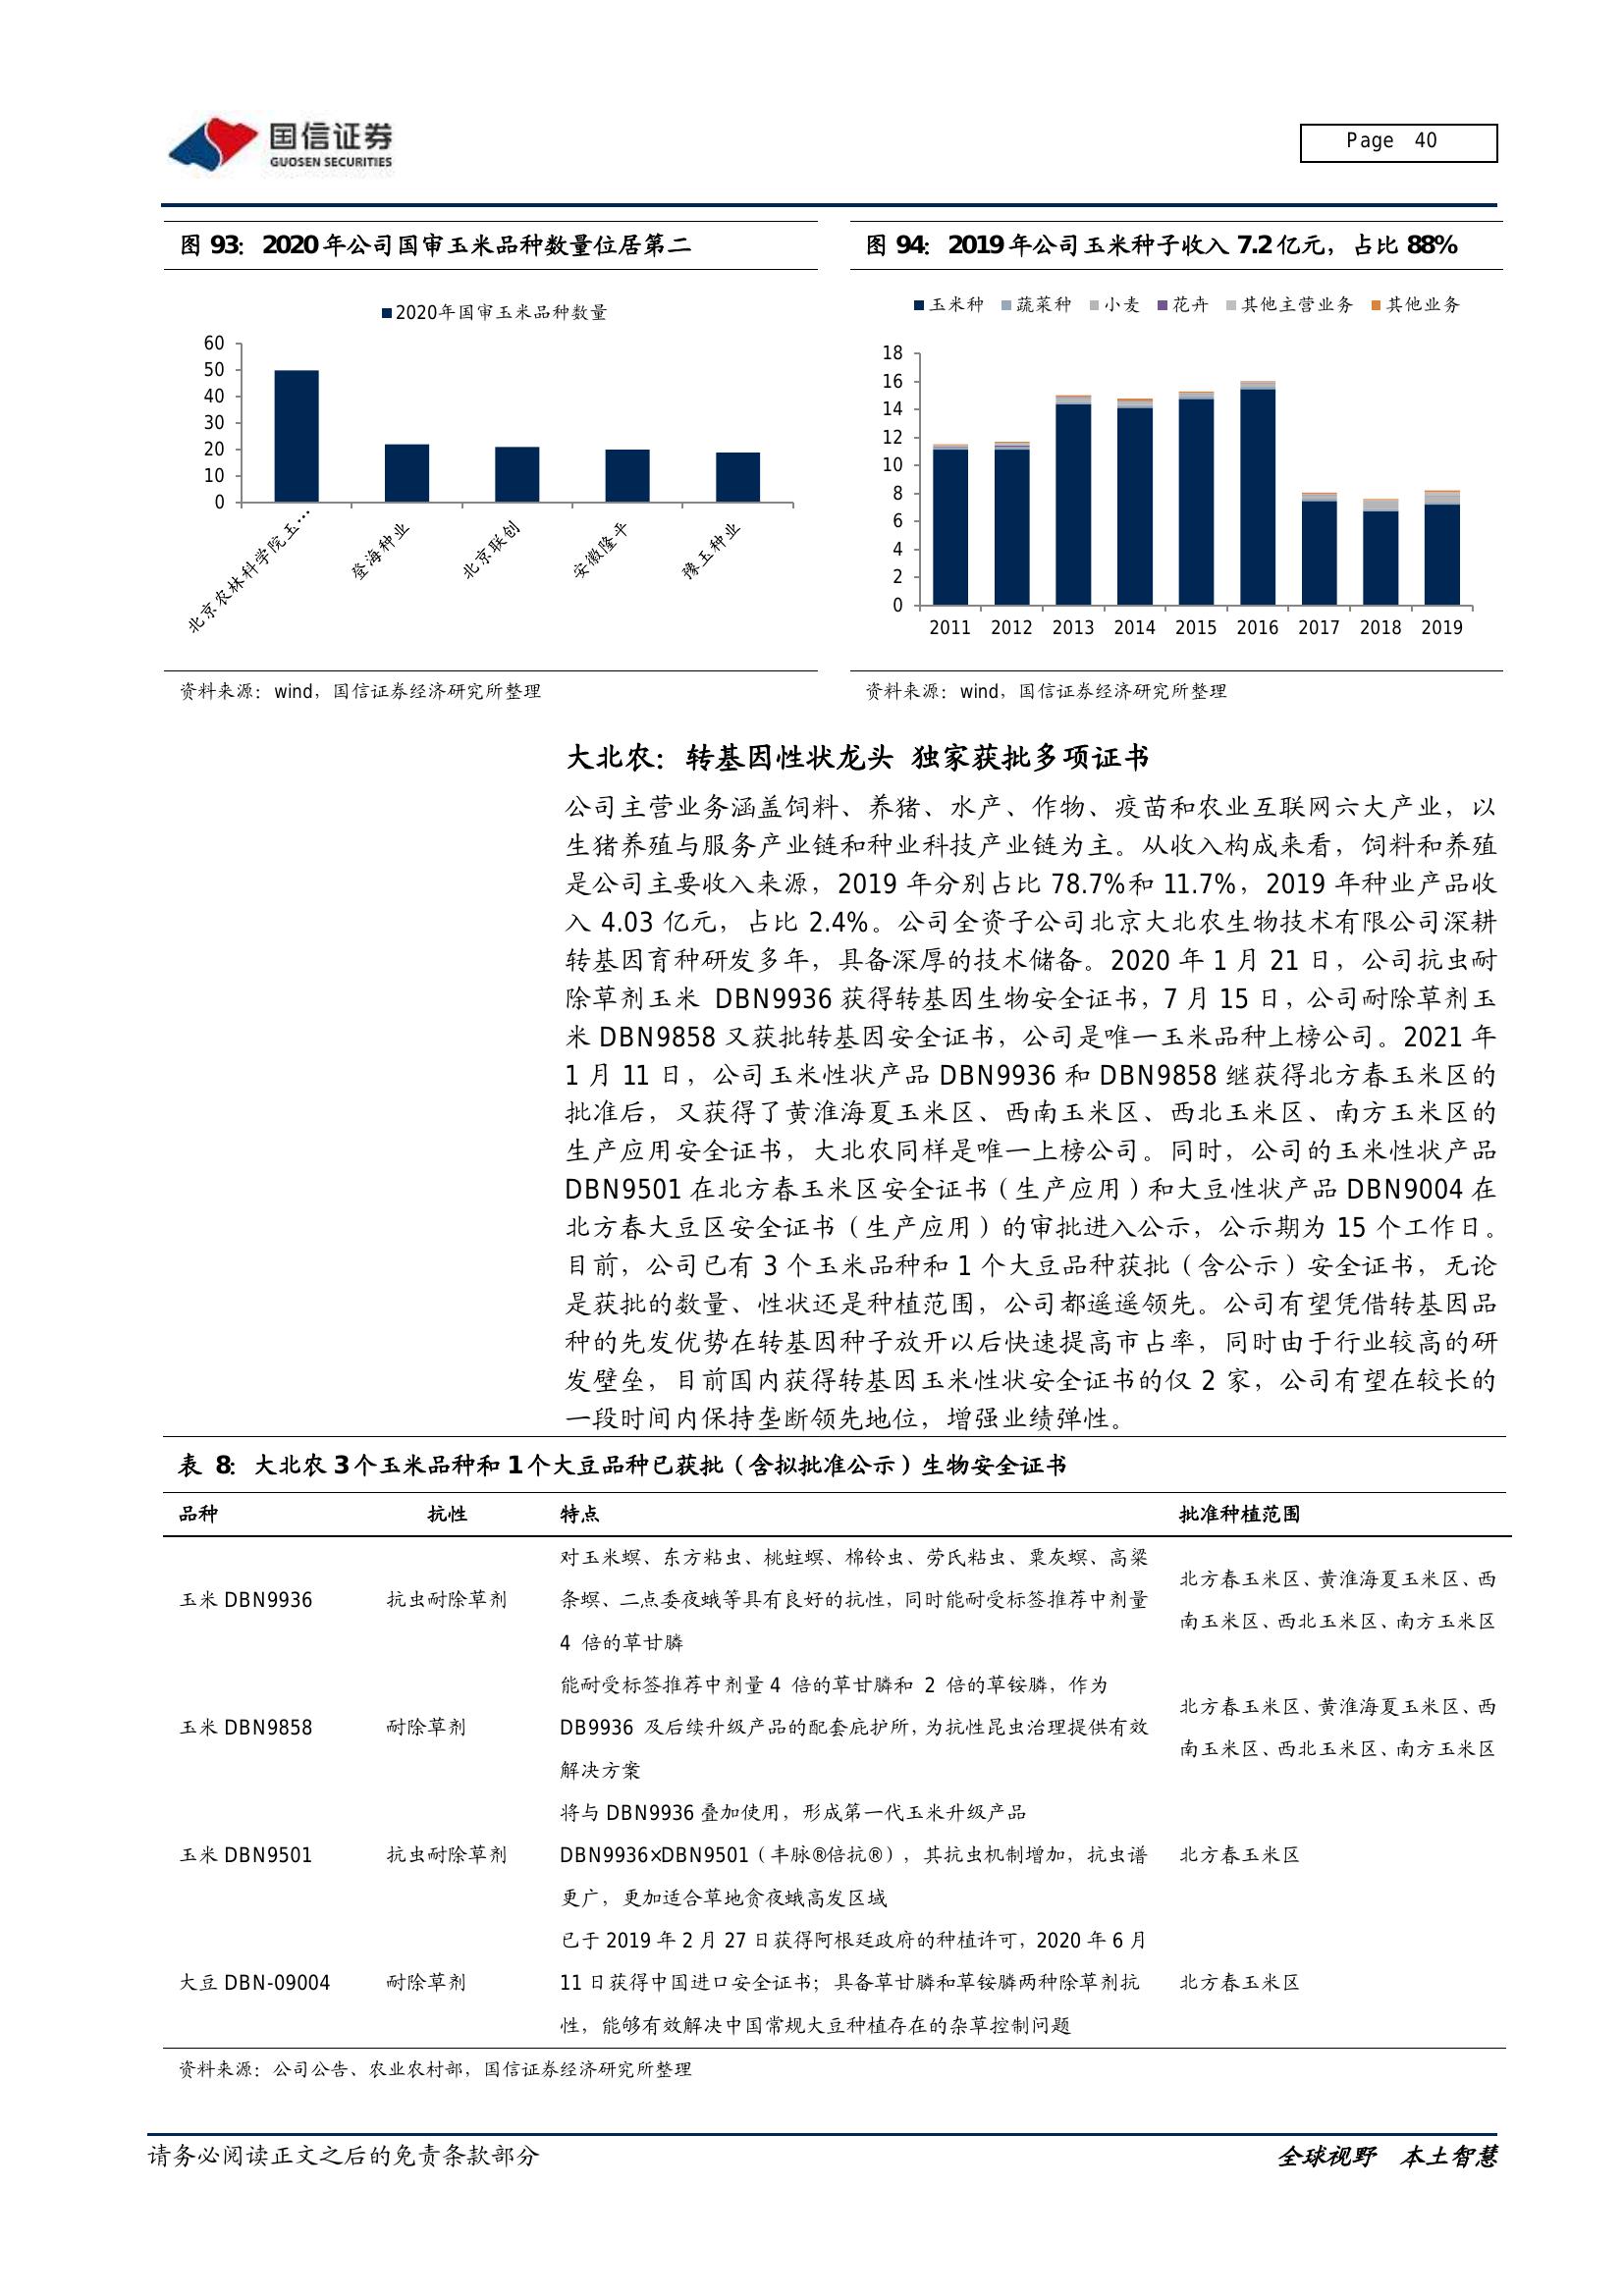 国信证券
GUOSEN SECURITIES
Page 40
图 93：2020 年公司国审玉米品种数量位居第二
2020年国审玉米品种数量
60
50
40
30
20
10
0
北京农林科学院玉…
登海种业
北京联创
安徽隆平
豫玉种业
资料来源：wind，国信证券经济研究所整理
图 94：2019 年公司玉米种子收入 7.2 亿元，占比 88%
玉米种 蔬菜种 小麦 花卉 其他主营业务 其他业务
18
16
14
12
10
8
6
4
2
0
2011 2012 2013 2014 2015 2016 2017 2018 2019
资料来源：wind，国信证券经济研究所整理
大北农：转基因性状龙头 独家获批多项证书
公司主营业务涵盖饲料、养猪、水产、作物、疫苗和农业互联网六大产业，以
生猪养殖与服务产业链和种业科技产业链为主。从收入构成来看，饲料和养殖
是公司主要收入来源，2019 年分别占比 78.7%和 11.7%，2019 年种业产品收
入 4.03 亿元，占比 2.4%。公司全资子公司北京大北农生物技术有限公司深耕
转基因育种研发多年，具备深厚的技术储备。2020 年 1 月 21 日，公司抗虫耐
除草剂玉米 DBN9936 获得转基因生物安全证书，7 月 15 日，公司耐除草剂玉
米 DBN9858 又获批转基因安全证书，公司是唯一玉米品种上榜公司。2021 年
1 月 11 日，公司玉米性状产品 DBN9936 和 DBN9858 继获得北方春玉米区的
批准后，又获得了黄淮海夏玉米区、西南玉米区、西北玉米区、南方玉米区的
生产应用安全证书，大北农同样是唯一上榜公司。同时，公司的玉米性状产品
DBN9501 在北方春玉米区安全证书（生产应用）和大豆性状产品 DBN9004 在
北方春大豆区安全证书（生产应用）的审批进入公示，公示期为 15 个工作日。
目前，公司已有 3 个玉米品种和 1 个大豆品种获批（含公示）安全证书，无论
是获批的数量、性状还是种植范围，公司都遥遥领先。公司有望凭借转基因品
种的先发优势在转基因种子放开以后快速提高市占率，同时由于行业较高的研
发壁垒，目前国内获得转基因玉米性状安全证书的仅 2 家，公司有望在较长的
一段时间内保持垄断领先地位，增强业绩弹性。
表 8：大北农 3 个玉米品种和 1 个大豆品种已获批（含拟批准公示）生物安全证书
品种 抗性 特点 批准种植范围
对玉米螟、东方粘虫、桃蛀螟、棉铃虫、劳氏粘虫、粟灰螟、高粱
北方春玉米区、黄淮海夏玉米区、西
玉米 DBN9936 抗虫耐除草剂 条螟、二点委夜蛾等具有良好的抗性，同时能耐受标签推荐中剂量
南玉米区、西北玉米区、南方玉米区
4 倍的草甘膦
能耐受标签推荐中剂量 4 倍的草甘膦和 2 倍的草铵膦，作为
北方春玉米区、黄淮海夏玉米区、西
玉米 DBN9858 耐除草剂 DB9936 及后续升级产品的配套庇护所，为抗性昆虫治理提供有效
南玉米区、西北玉米区、南方玉米区
解决方案
将与 DBN9936 叠加使用，形成第一代玉米升级产品
玉米 DBN9501 抗虫耐除草剂 DBN9936×DBN9501（丰脉®倍抗®），其抗虫机制增加，抗虫谱 北方春玉米区
更广，更加适合草地贪夜蛾高发区域
已于 2019 年 2 月 27 日获得阿根廷政府的种植许可，2020 年 6 月
大豆 DBN-09004 耐除草剂 11 日获得中国进口安全证书；具备草甘膦和草铵膦两种除草剂抗 北方春玉米区
性，能够有效解决中国常规大豆种植存在的杂草控制问题
资料来源：公司公告、农业农村部，国信证券经济研究所整理
请务必阅读正文之后的免责条款部分
全球视野 本土智慧